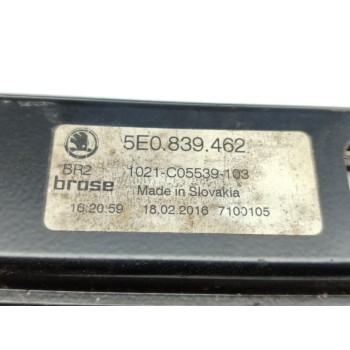 5E0.839.462
BR2 1021-C05539-103
brose Made in Slovakia
16:20:59 18.02.2016 7100105